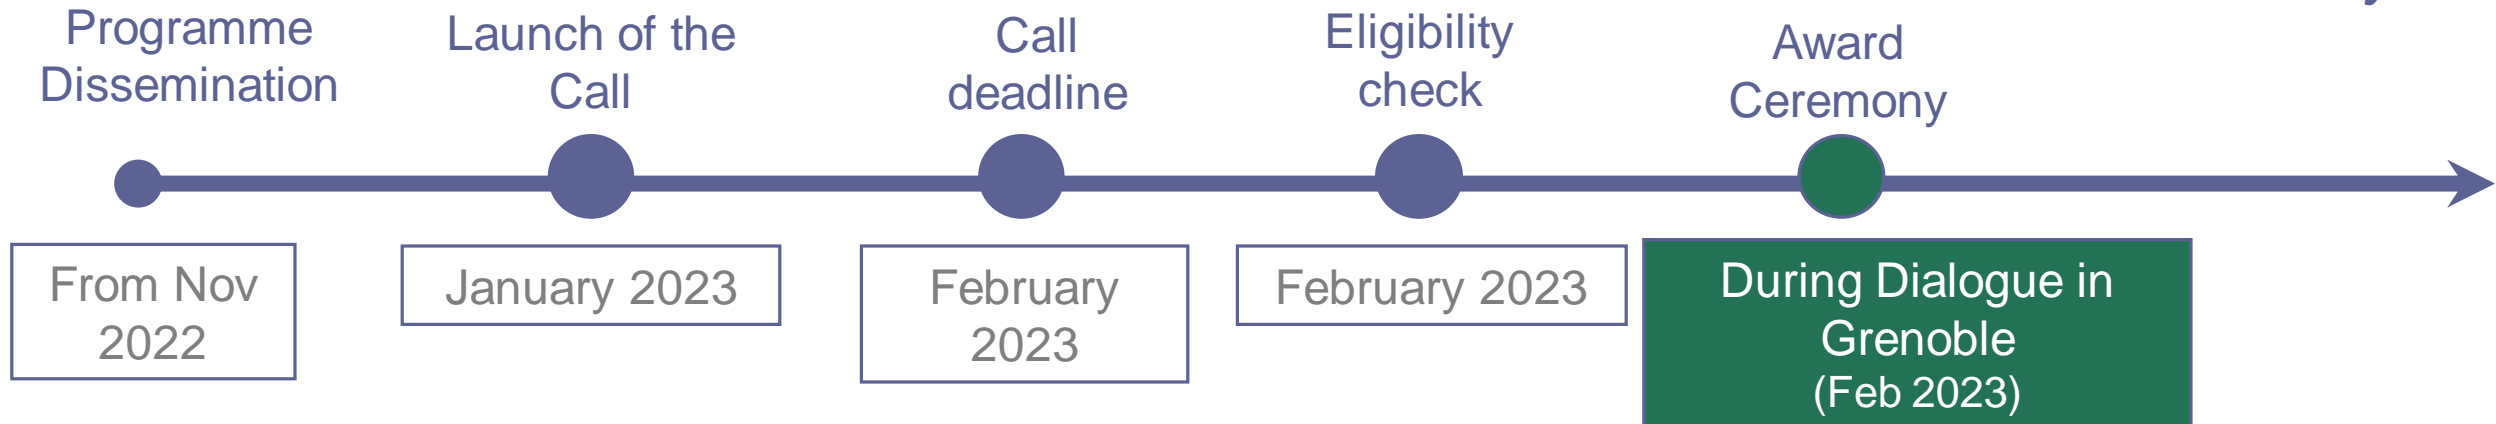 Programme
Dissemination
Launch of the
Call
Call
deadline
Eligibility
check
Award
Ceremony
From Nov
2022
January 2023
February
2023
February 2023
During Dialogue in
Grenoble
(Feb 2023)